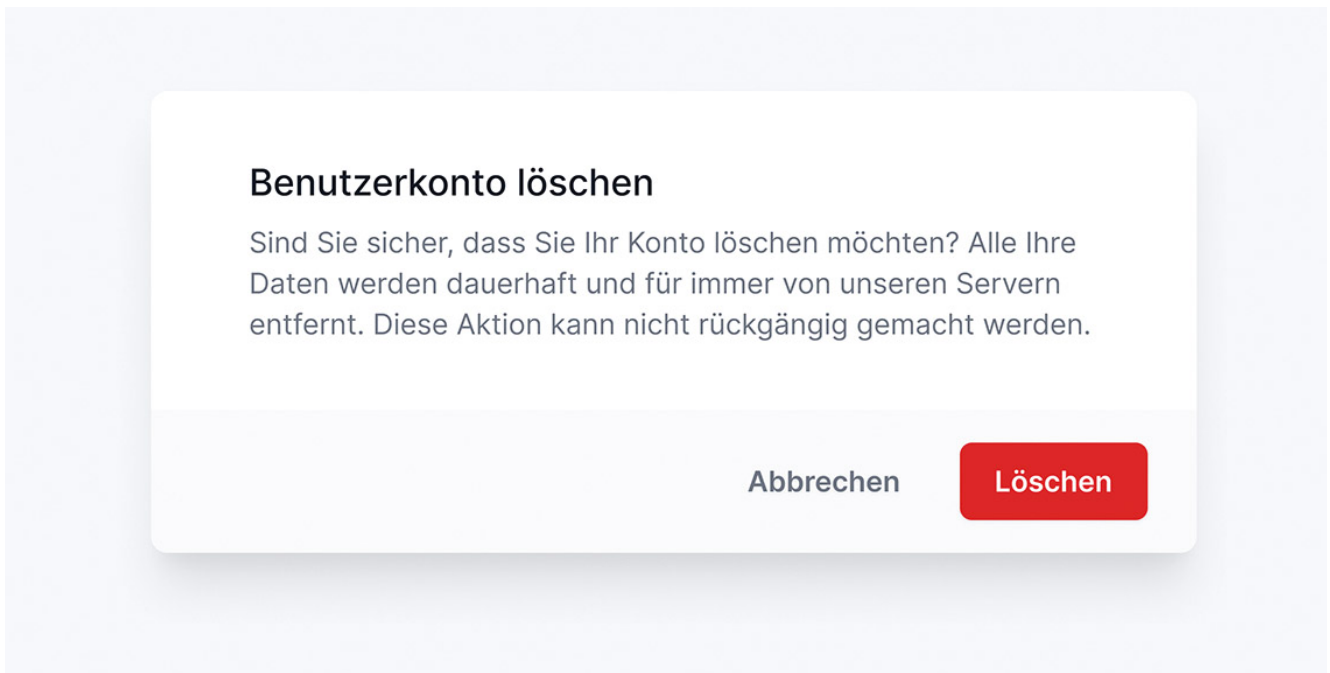 Benutzerkonto löschen
Sind Sie sicher, dass Sie Ihr Konto löschen möchten? Alle Ihre
Daten werden dauerhaft und für immer von unseren Servern
entfernt. Diese Aktion kann nicht rückgängig gemacht werden.
Abbrechen Löschen